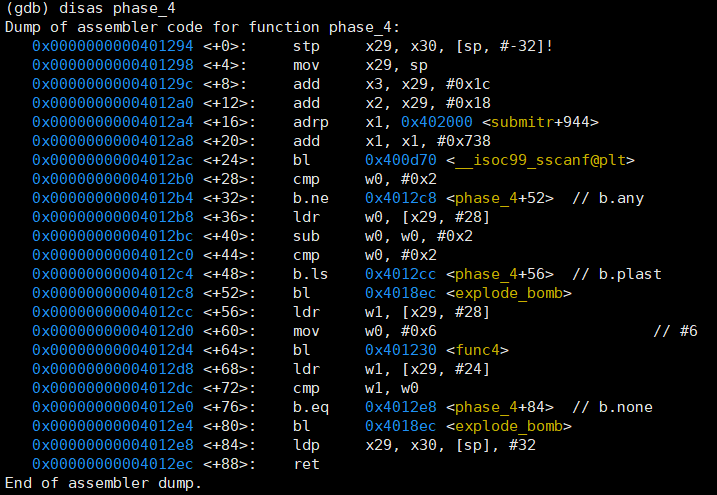 (gdb) disas phase_4
Dump of assembler code for function phase_4:
   0x0000000000401294 <+0>:     stp     x29, x30, [sp, #-32]!
   0x0000000000401298 <+4>:     mov     x29, sp
   0x000000000040129c <+8>:     add     x3, x29, #0x1c
   0x00000000004012a0 <+12>:    add     x2, x29, #0x18
   0x00000000004012a4 <+16>:    adrp    x1, 0x402000 <submitr+944>
   0x00000000004012a8 <+20>:    add     x1, x1, #0x738
   0x00000000004012ac <+24>:    bl      0x400d70 <__isoc99_sscanf@plt>
   0x00000000004012b0 <+28>:    cmp     w0, #0x2
   0x00000000004012b4 <+32>:    b.ne    0x4012c8 <phase_4+52>  // b.any
   0x00000000004012b8 <+36>:    ldr     w0, [x29, #28]
   0x00000000004012bc <+40>:    sub     w0, w0, #0x2
   0x00000000004012c0 <+44>:    cmp     w0, #0x2
   0x00000000004012c4 <+48>:    b.ls    0x4012cc <phase_4+56>  // b.plast
   0x00000000004012c8 <+52>:    bl      0x4018ec <explode_bomb>
   0x00000000004012cc <+56>:    ldr     w1, [x29, #28]
   0x00000000004012d0 <+60>:    mov     w0, #0x6                        // #6
   0x00000000004012d4 <+64>:    bl      0x401230 <func4>
   0x00000000004012d8 <+68>:    ldr     w1, [x29, #24]
   0x00000000004012dc <+72>:    cmp     w1, w0
   0x00000000004012e0 <+76>:    b.eq    0x4012e8 <phase_4+84>  // b.none
   0x00000000004012e4 <+80>:    bl      0x4018ec <explode_bomb>
   0x00000000004012e8 <+84>:    ldp     x29, x30, [sp], #32
   0x00000000004012ec <+88>:    ret
End of assembler dump.